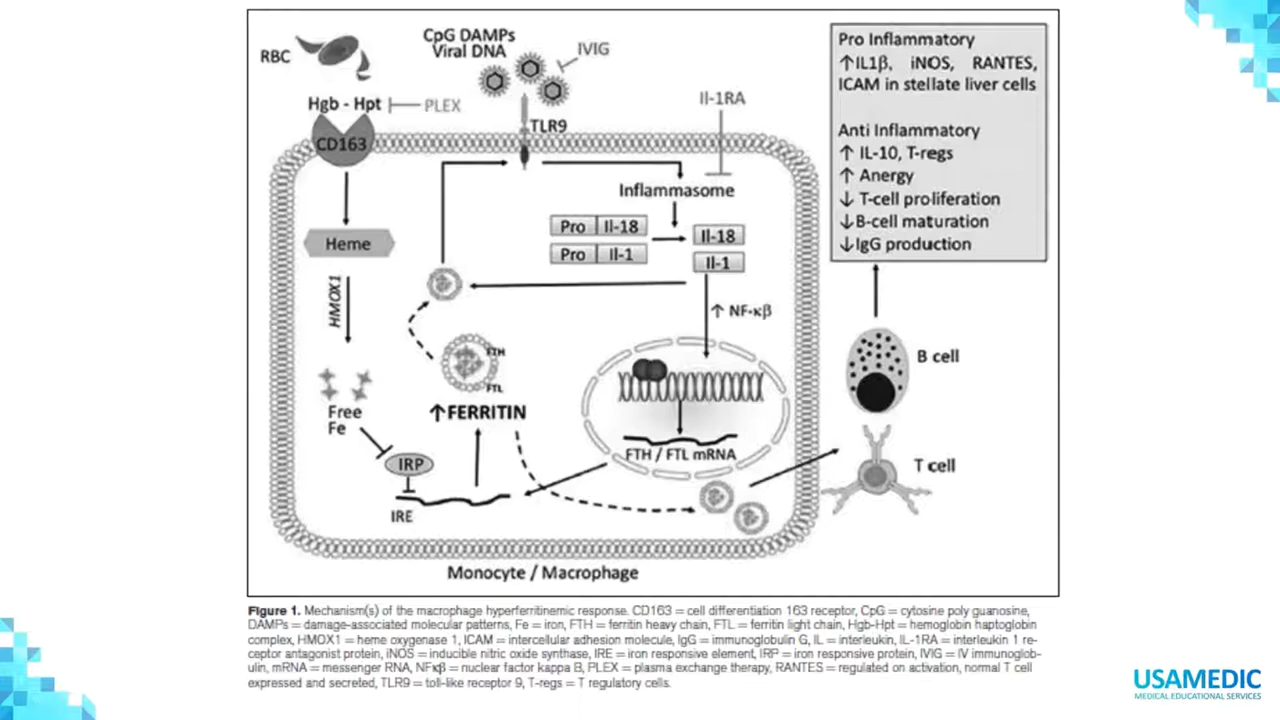 RBC
CpG DAMPs
Viral DNA
IVIG
Hgb - Hpt
PLEX
CD163
TLR9
Il-1RA
Inflammasome
Pro Il-18
Pro Il-1
Il-18
Il-1
Heme
HMOX1
↑ NF-κβ
FTH
FTL
↑FERRITIN
Free
Fe
IRP
IRE
FTH / FTL mRNA
Monocyte / Macrophage
Pro Inflammatory
↑IL1β, iNOS, RANTES,
ICAM in stellate liver cells
Anti Inflammatory
↑ IL-10, T-regs
↑ Anergy
↓ T-cell proliferation
↓B-cell maturation
↓IgG production
B cell
T cell
Figure 1. Mechanism(s) of the macrophage hyperferritinemic response. CD163 = cell differentiation 163 receptor, CpG = cytosine poly guanosine,
DAMPs = damage-associated molecular patterns, Fe = iron, FTH = ferritin heavy chain, FTL = ferritin light chain, Hgb-Hpt = hemoglobin haptoglobin
complex, HMOX1 = heme oxygenase 1, ICAM = intercellular adhesion molecule, IgG = immunoglobulin G, IL = interleukin, IL-1RA = interleukin 1 re-
ceptor antagonist protein, iNOS = inducible nitric oxide synthase, IRE = iron responsive element, IRP = iron responsive protein, IVIG = IV immunoglob-
ulin, mRNA = messenger RNA, NFκβ = nuclear factor kappa B, PLEX = plasma exchange therapy, RANTES = regulated on activation, normal T cell
expressed and secreted, TLR9 = toll-like receptor 9, T-regs = T regulatory cells.
USAMEDIC
MEDICAL EDUCATIONAL SERVICES